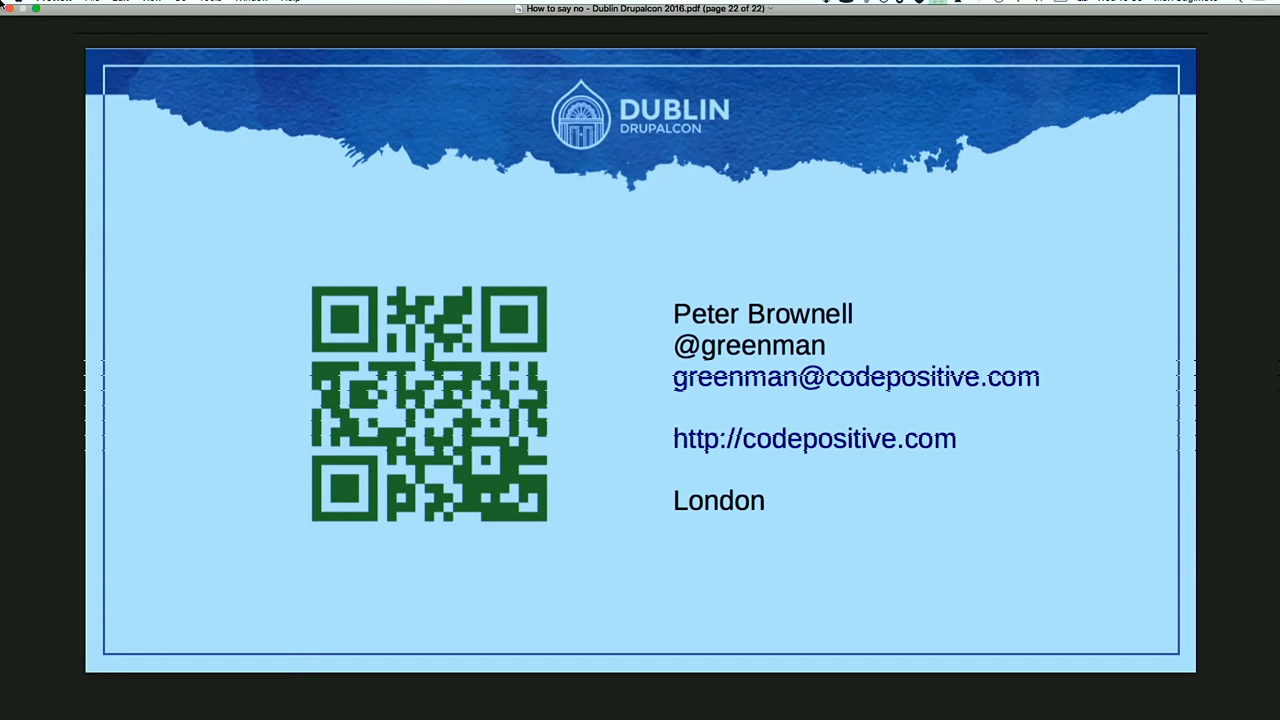 How to say no - Dublin Drupalcon 2016.pdf (page 22 of 22)
DUBLIN
DRUPALCON
Peter Brownell
@greenman
greenman@codepositive.com
http://codepositive.com
London